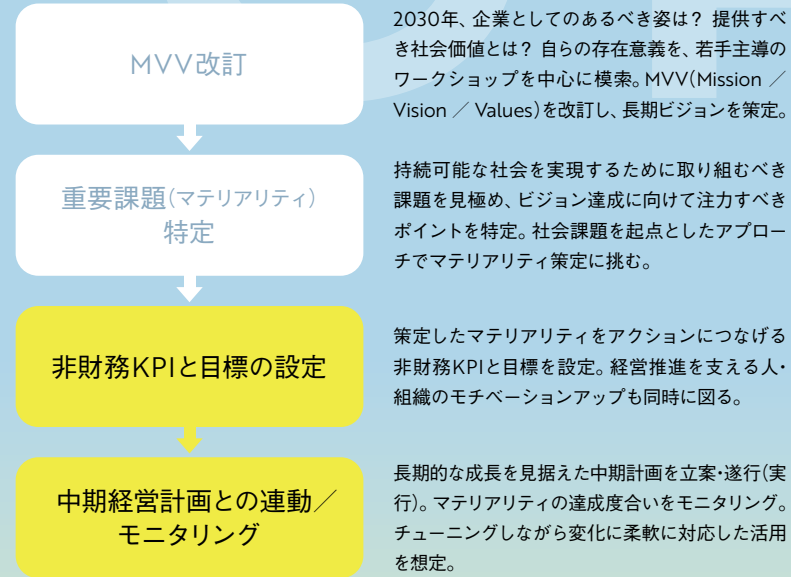 MVV改訂
2030年、企業としてのあるべき姿は? 提供すべ
き社会価値とは? 自らの存在意義を、若手主導の
ワークショップを中心に模索。MVV(Mission ／
Vision ／ Values)を改訂し、長期ビジョンを策定。
重要課題(マテリアリティ)
特定
持続可能な社会を実現するために取り組むべき
課題を見極め、ビジョン達成に向けて注力すべき
ポイントを特定。社会課題を起点としたアプロー
チでマテリアリティ策定に挑む。
非財務KPIと目標の設定
策定したマテリアリティをアクションにつなげる
非財務KPIと目標を設定。経営推進を支える人・
組織のモチベーションアップも同時に図る。
中期経営計画との連動／
モニタリング
長期的な成長を見据えた中期計画を立案・遂行(実
行)。マテリアリティの達成度合いをモニタリング。
チューニングしながら変化に柔軟に対応した活用
を想定。